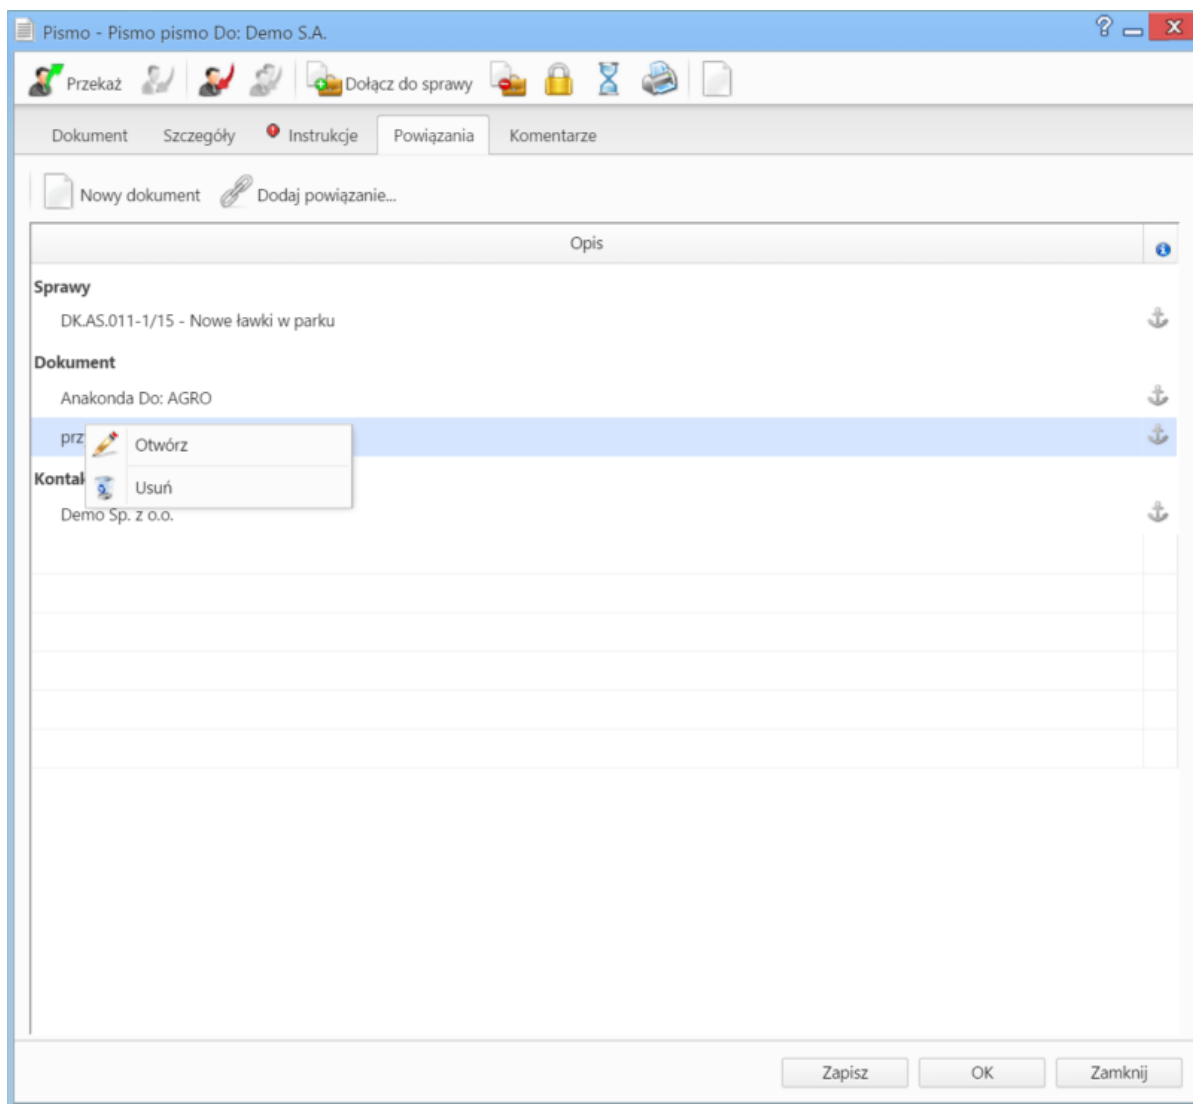 Pismo - Pismo pismo Do: Demo S.A.
Przekaż Dołącz do sprawy
Dokument Szczegóły Instrukcje Powiązania Komentarze
Nowy dokument Dodaj powiązanie...
Opis
Sprawy
DK.AS.011-1/15 - Nowe ławki w parku
Dokument
Anakonda Do: AGRO
Otwórz
Usuń
Demo Sp. z o.o.
Zapisz OK Zamknij